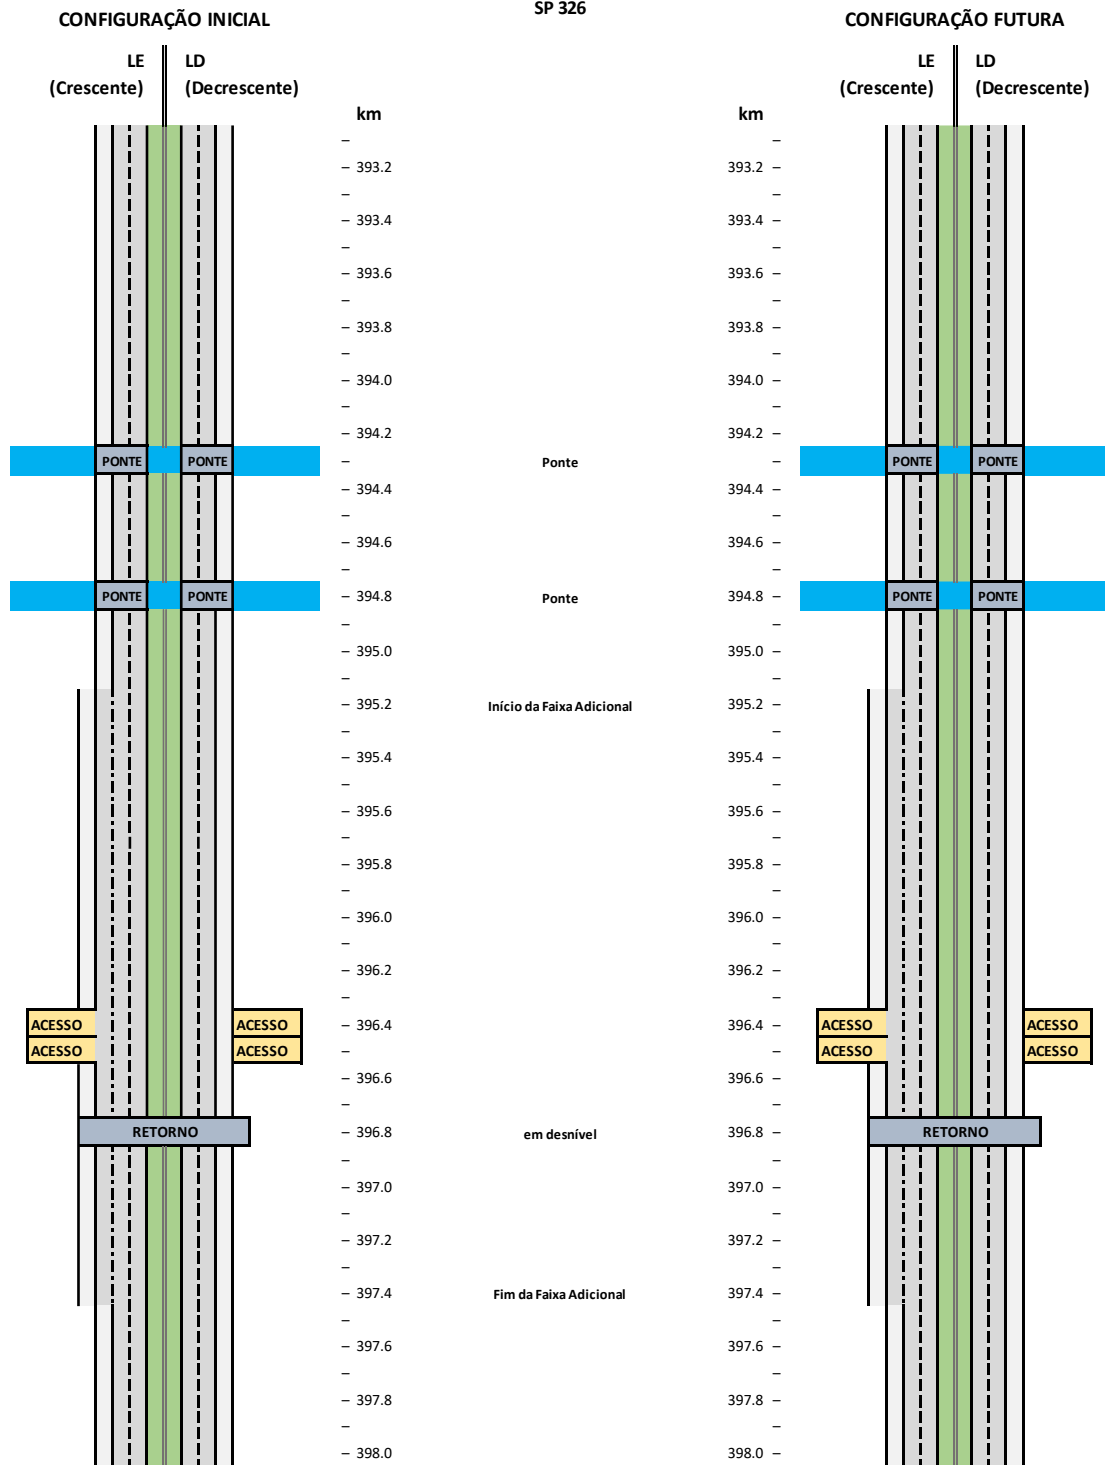 SP 326
CONFIGURAÇÃO INICIAL
CONFIGURAÇÃO FUTURA
LE LD
(Crescente) (Decrescente)
LE LD
(Crescente) (Decrescente)
km km
– –
– 393.2 393.2 –
– –
– 393.4 393.4 –
– –
– 393.6 393.6 –
– –
– 393.8 393.8 –
– –
– 394.0 394.0 –
– –
– 394.2 394.2 –
PONTE PONTE – Ponte – PONTE PONTE
– 394.4 394.4 –
– –
– 394.6 394.6 –
– –
PONTE PONTE – 394.8 Ponte 394.8 – PONTE PONTE
– –
– 395.0 395.0 –
– –
– 395.2 Início da Faixa Adicional 395.2 –
– –
– 395.4 395.4 –
– –
– 395.6 395.6 –
– –
– 395.8 395.8 –
– –
– 396.0 396.0 –
– –
– 396.2 396.2 –
– –
ACESSO ACESSO – 396.4 396.4 – ACESSO ACESSO
ACESSO ACESSO – – ACESSO ACESSO
– 396.6 396.6 –
– –
RETORNO – 396.8 em desnível 396.8 – RETORNO
– –
– 397.0 397.0 –
– –
– 397.2 397.2 –
– –
– 397.4 Fim da Faixa Adicional 397.4 –
– –
– 397.6 397.6 –
– –
– 397.8 397.8 –
– –
– 398.0 398.0 –